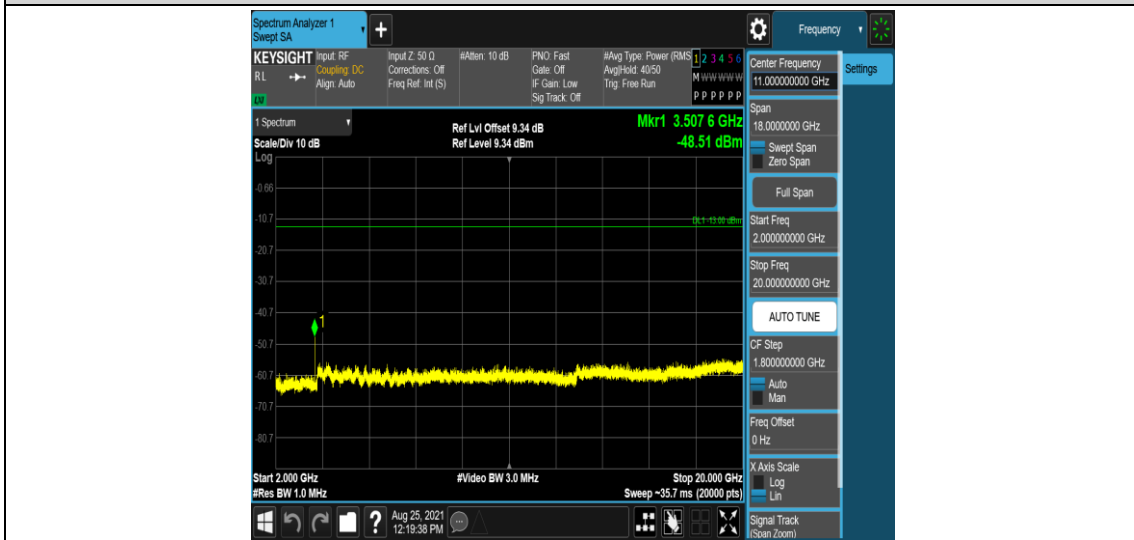 Spectrum Analyzer 1
Swept SA
+
Frequency
KEYSIGHT
RL
LXI
Input: RF
Coupling: DC
Align: Auto
Input Z: 50 Ω
Corrections: Off
Freq Ref: Int (S)
#Atten: 10 dB
PNO: Fast
Gate: Off
IF Gain: Low
Sig Track: Off
#Avg Type: Power (RMS
Avg|Hold: 40/50
Trig: Free Run
1 2 3 4 5 6
M W W W W W
P P P P P P
1 Spectrum
Scale/Div 10 dB
Log
Ref Lvl Offset 9.34 dB
Ref Level 9.34 dBm
Mkr1 3.507 6 GHz
-48.51 dBm
-0.66
-10.7
DL1 -13.00 dBm
-20.7
-30.7
-40.7
1
-50.7
-60.7
-70.7
-80.7
Start 2.000 GHz
#Res BW 1.0 MHz
#Video BW 3.0 MHz
Stop 20.000 GHz
Sweep ~35.7 ms (20000 pts)
?
Aug 25, 2021
12:19:38 PM
Center Frequency
11.000000000 GHz
Settings
Span
18.0000000 GHz
Swept Span
Zero Span
Full Span
Start Freq
2.000000000 GHz
Stop Freq
20.000000000 GHz
AUTO TUNE
CF Step
1.800000000 GHz
Auto
Man
Freq Offset
0 Hz
X Axis Scale
Log
Lin
Signal Track
(Span Zoom)